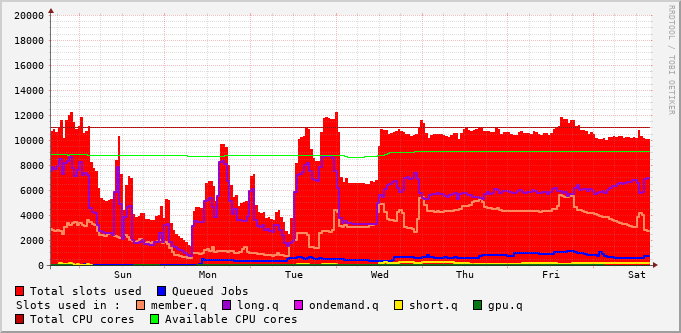 20000
18000
16000
14000
12000
10000
8000
6000
4000
2000
0
Sun Mon Tue Wed Thu Fri Sat
RRDTOOL / TOBI OETIKER
Total slots used Queued Jobs
Slots used in : member.q long.q ondemand.q short.q gpu.q
Total CPU cores Available CPU cores